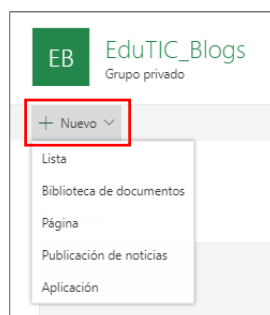 EB
EduTIC_Blogs
Grupo privado
+ Nuevo
Lista
Biblioteca de documentos
Página
Publicación de noticias
Aplicación